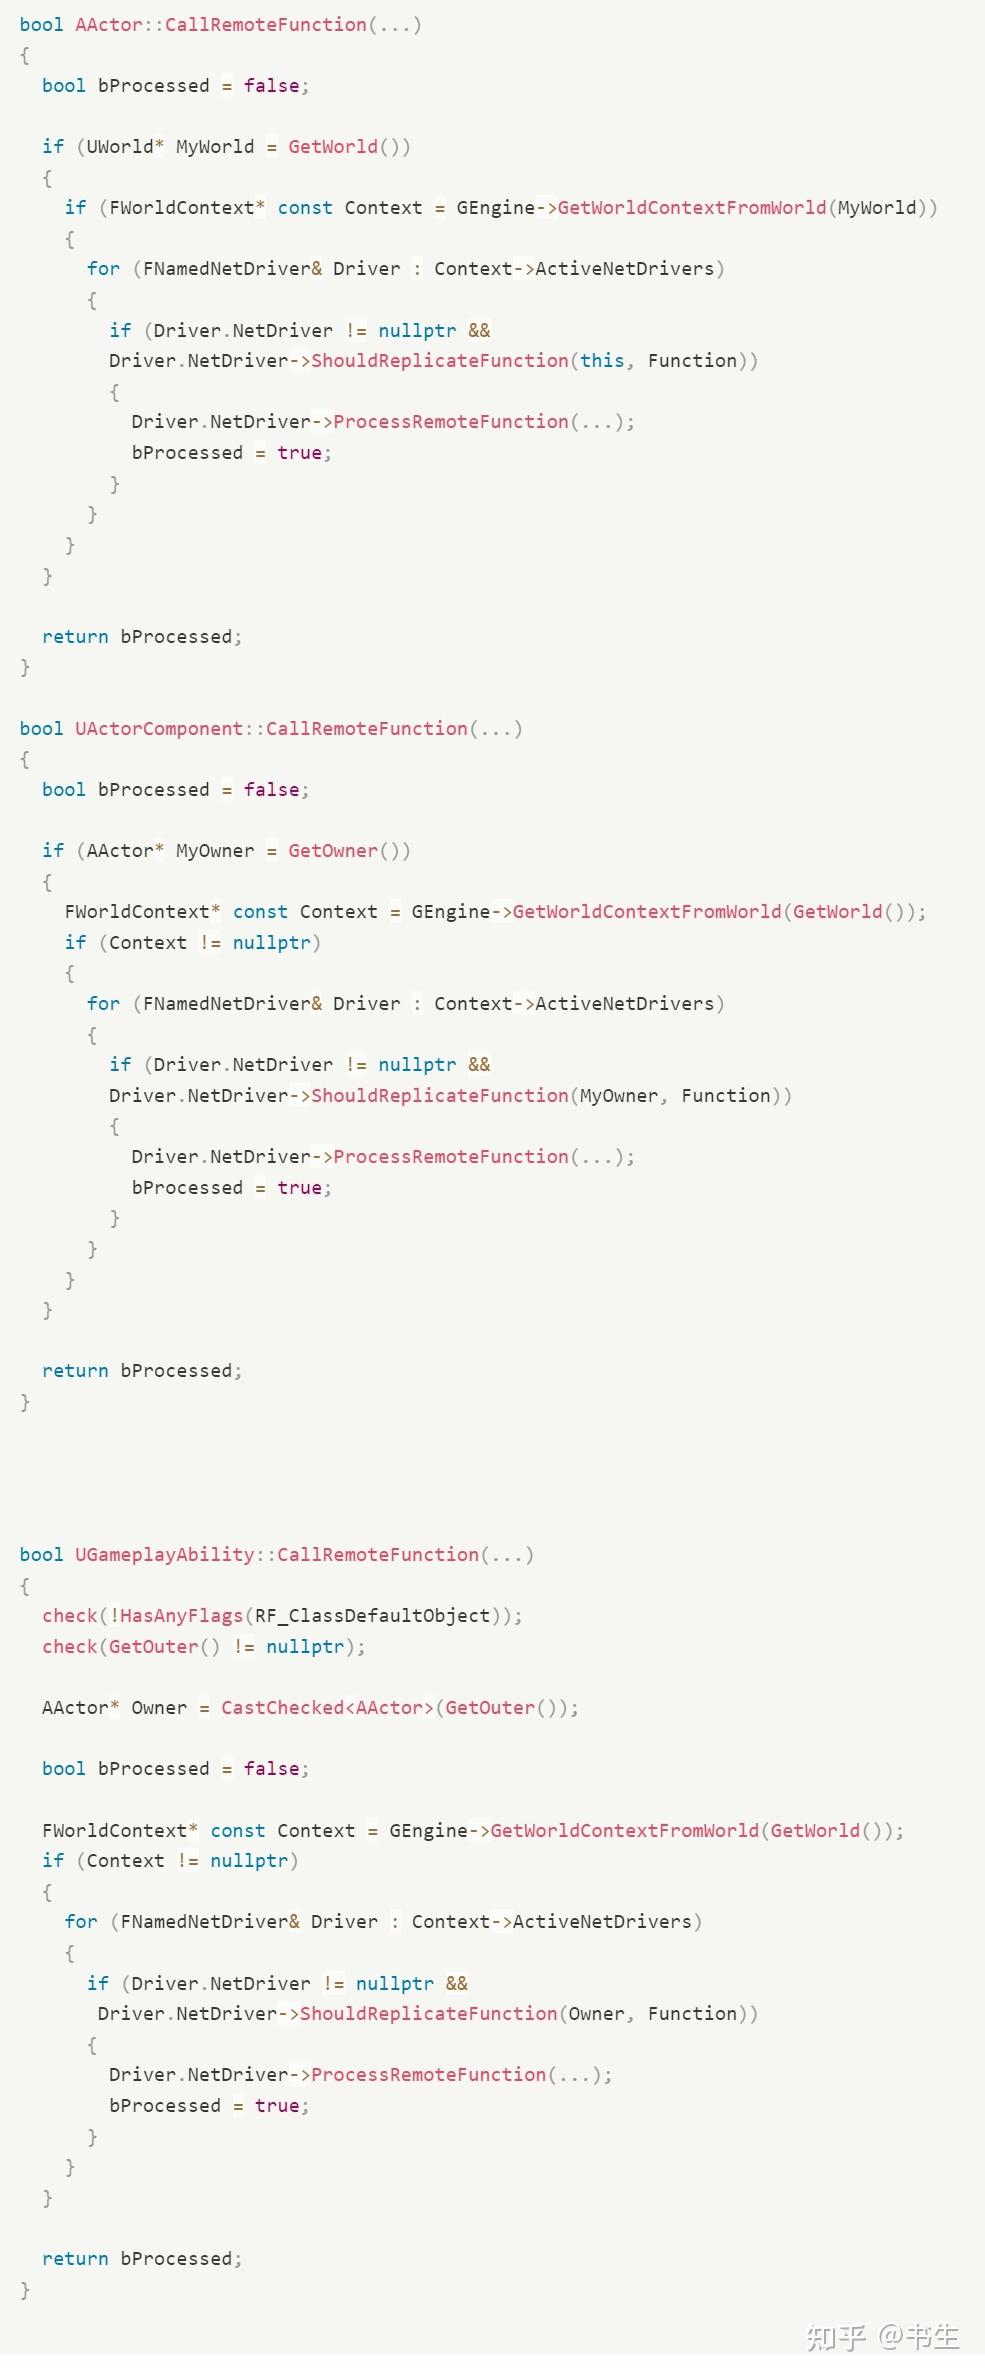 bool AActor::CallRemoteFunction(...)
{
  bool bProcessed = false;

  if (UWorld* MyWorld = GetWorld())
  {
    if (FWorldContext* const Context = GEngine->GetWorldContextFromWorld(MyWorld))
    {
      for (FNamedNetDriver& Driver : Context->ActiveNetDrivers)
      {
        if (Driver.NetDriver != nullptr &&
        Driver.NetDriver->ShouldReplicateFunction(this, Function))
        {
          Driver.NetDriver->ProcessRemoteFunction(...);
          bProcessed = true;
        }
      }
    }
  }

  return bProcessed;
}

bool UActorComponent::CallRemoteFunction(...)
{
  bool bProcessed = false;

  if (AActor* MyOwner = GetOwner())
  {
    FWorldContext* const Context = GEngine->GetWorldContextFromWorld(GetWorld());
    if (Context != nullptr)
    {
      for (FNamedNetDriver& Driver : Context->ActiveNetDrivers)
      {
        if (Driver.NetDriver != nullptr &&
        Driver.NetDriver->ShouldReplicateFunction(MyOwner, Function))
        {
          Driver.NetDriver->ProcessRemoteFunction(...);
          bProcessed = true;
        }
      }
    }
  }

  return bProcessed;
}

bool UGameplayAbility::CallRemoteFunction(...)
{
  check(!HasAnyFlags(RF_ClassDefaultObject));
  check(GetOuter() != nullptr);

  AActor* Owner = CastChecked<AActor>(GetOuter());

  bool bProcessed = false;

  FWorldContext* const Context = GEngine->GetWorldContextFromWorld(GetWorld());
  if (Context != nullptr)
  {
    for (FNamedNetDriver& Driver : Context->ActiveNetDrivers)
    {
      if (Driver.NetDriver != nullptr &&
       Driver.NetDriver->ShouldReplicateFunction(Owner, Function))
      {
        Driver.NetDriver->ProcessRemoteFunction(...);
        bProcessed = true;
      }
    }
  }

  return bProcessed;
}
知乎 @书生